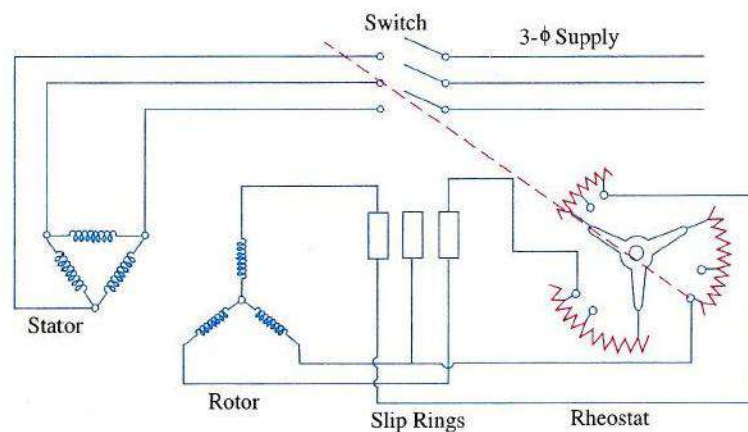 Switch
3-ϕ Supply
Stator
Rotor
Slip Rings
Rheostat